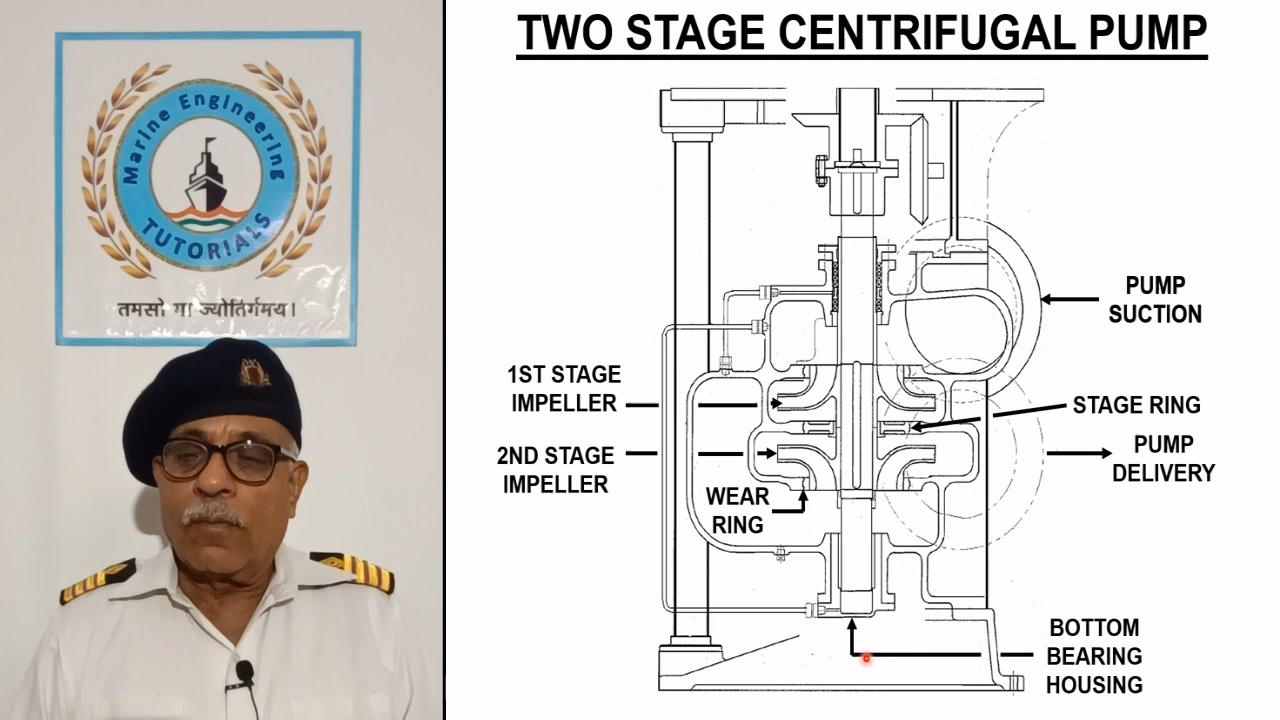 Marine Engineering
TUTORIALS
तमसो मा ज्योतिर्गमय।
TWO STAGE CENTRIFUGAL PUMP
PUMP
SUCTION
1ST STAGE
IMPELLER
STAGE RING
2ND STAGE
IMPELLER
PUMP
DELIVERY
WEAR
RING
BOTTOM
BEARING
HOUSING